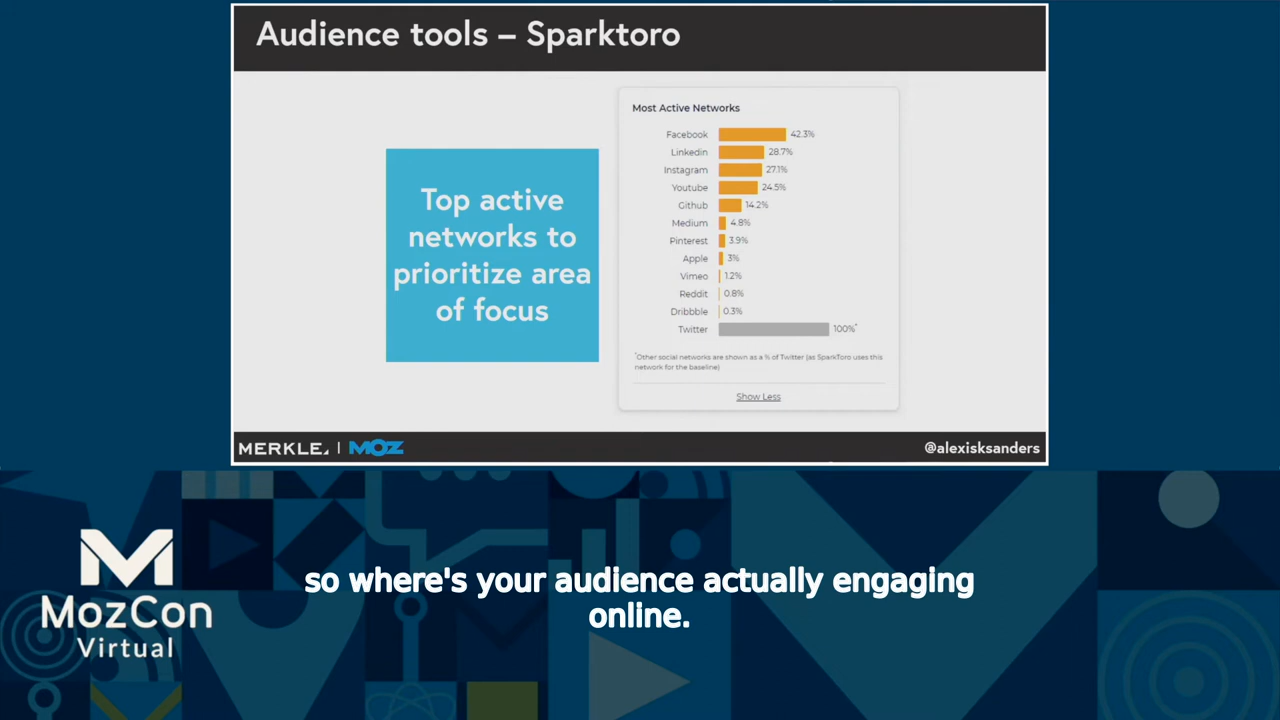 Audience tools – Sparktoro
Top active
networks to
prioritize area
of focus
Most Active Networks
Facebook 42.3%
Linkedin 28.7%
Instagram 27.1%
Youtube 24.5%
Github 14.2%
Medium 4.8%
Pinterest 3.9%
Apple 3%
Vimeo 1.2%
Reddit 0.8%
Dribbble 0.3%
Twitter 100%*
*Other social networks are shown as a % of Twitter (as SparkToro uses this
network for the baseline)
Show Less
MERKLE | MOZ
@alexisksanders
MozCon
Virtual
so where's your audience actually engaging
online.